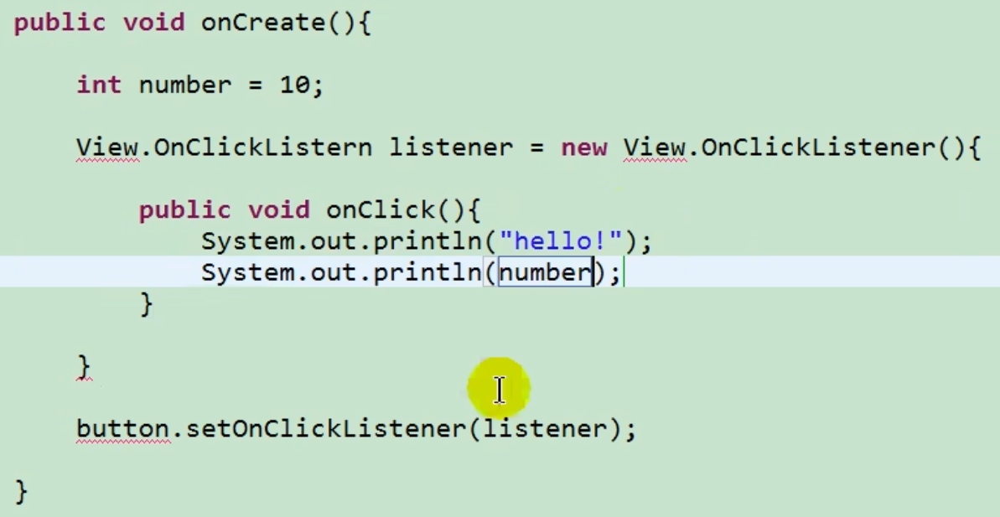 public void onCreate(){
int number = 10;
View.OnClickListern listener = new View.OnClickListener(){
public void onClick(){
System.out.println("hello!");
System.out.println(number);
}
}
button.setOnClickListener(listener);
}